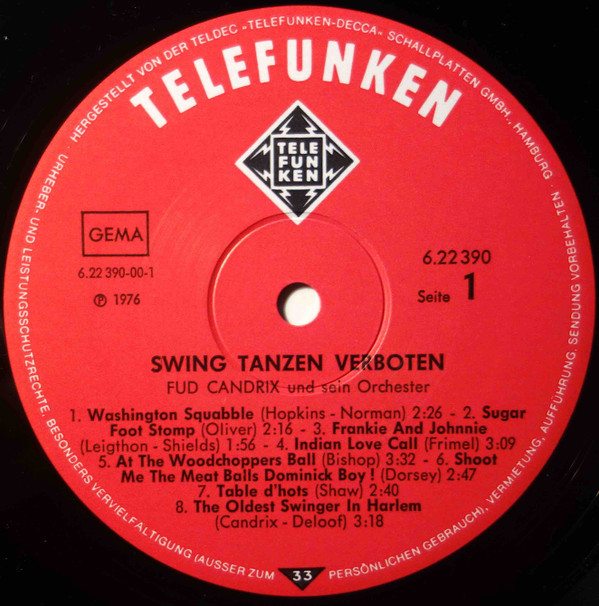 HERGESTELLT VON DER TELDEC »TELEFUNKEN-DECCA« SCHALLPLATTEN GMBH., HAMBURG · URHEBER- UND LEISTUNGSSCHUTZRECHTE, BESONDERS VERVIELFALTIGUNG (AUSSER ZUM PERSÖNLICHEN GEBRAUCH), VERMIETUNG, AUFFÜHRUNG, SENDUNG VORBEHALTEN
TELEFUNKEN
TELE
FUN
KEN
GEMA
6.22 390-00-1
℗ 1976
6.22390
Seite 1
SWING TANZEN VERBOTEN
FUD CANDRIX und sein Orchester
1. Washington Squabble (Hopkins - Norman) 2:26 - 2. Sugar
Foot Stomp (Oliver) 2:16 - 3. Frankie And Johnnie
(Leigthon - Shields) 1:56 - 4. Indian Love Call (Frimel) 3:09
5. At The Woodchoppers Ball (Bishop) 3:32 - 6. Shoot
Me The Meat Balls Dominick Boy ! (Dorsey) 2:47
7. Table d'hots (Shaw) 2:40
8. The Oldest Swinger In Harlem
(Candrix - Deloof) 3:18
33